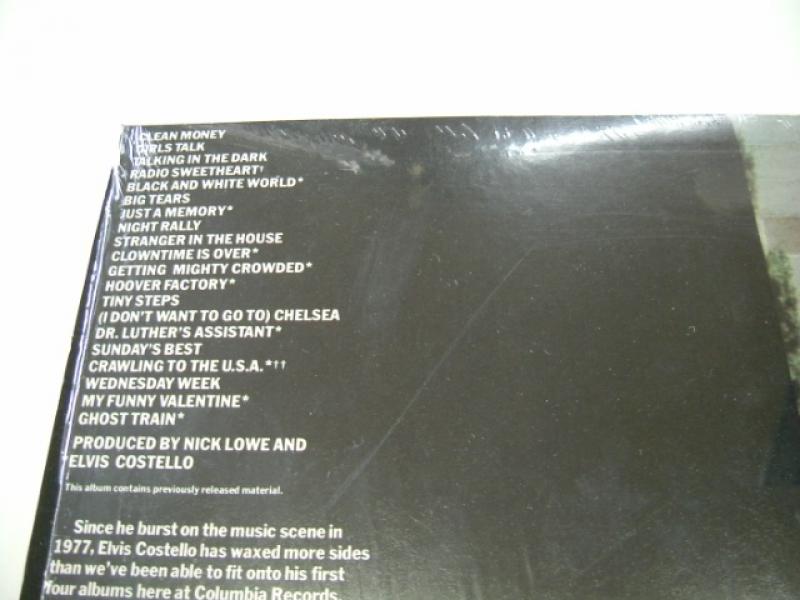 CLEAN MONEY
GIRLS TALK
TALKING IN THE DARK
RADIO SWEETHEART†
BLACK AND WHITE WORLD*
BIG TEARS
JUST A MEMORY*
NIGHT RALLY
STRANGER IN THE HOUSE
CLOWNTIME IS OVER*
GETTING MIGHTY CROWDED*
HOOVER FACTORY*
TINY STEPS
(I DON'T WANT TO GO TO) CHELSEA
DR. LUTHER'S ASSISTANT*
SUNDAY'S BEST
CRAWLING TO THE U.S.A.*††
WEDNESDAY WEEK
MY FUNNY VALENTINE*
GHOST TRAIN*
PRODUCED BY NICK LOWE AND
ELVIS COSTELLO
This album contains previously released material.
Since he burst on the music scene in
1977, Elvis Costello has waxed more sides
than we've been able to fit onto his first
four albums here at Columbia Records.